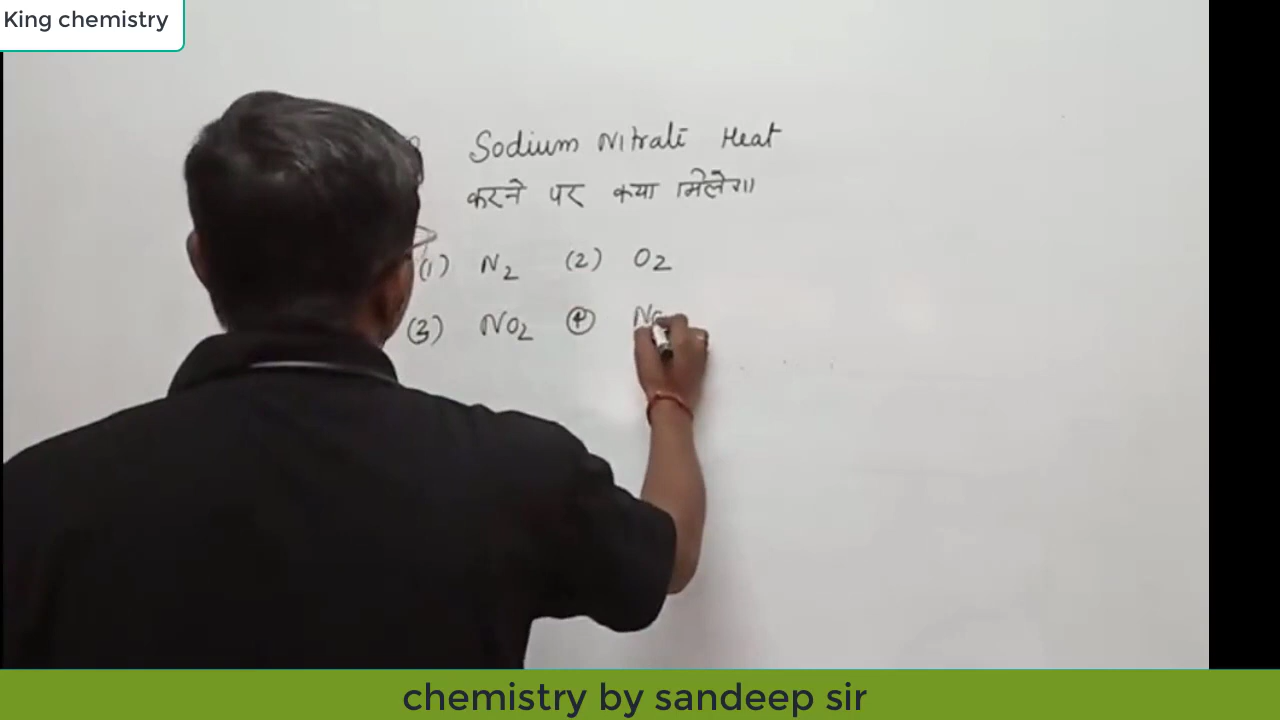 King chemistry
Sodium Nitrate Heat
करने पर क्या मिलेगा
(1) N2 (2) O2
(3) NO2 (4)
chemistry by sandeep sir